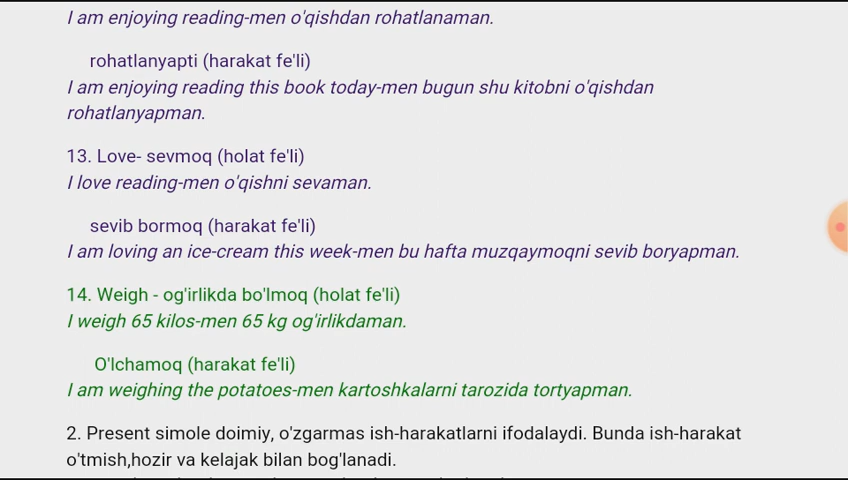 I am enjoying reading-men o'qishdan rohatlanaman.
rohatlanyapti (harakat fe'li)
I am enjoying reading this book today-men bugun shu kitobni o'qishdan
rohatlanyapman.
13. Love- sevmoq (holat fe'li)
I love reading-men o'qishni sevaman.
sevib bormoq (harakat fe'li)
I am loving an ice-cream this week-men bu hafta muzqaymoqni sevib boryapman.
14. Weigh - og'irlikda bo'lmoq (holat fe'li)
I weigh 65 kilos-men 65 kg og'irlikdaman.
O'lchamoq (harakat fe'li)
I am weighing the potatoes-men kartoshkalarni tarozida tortyapman.
2. Present simole doimiy, o'zgarmas ish-harakatlarni ifodalaydi. Bunda ish-harakat
o'tmish,hozir va kelajak bilan bog'lanadi.